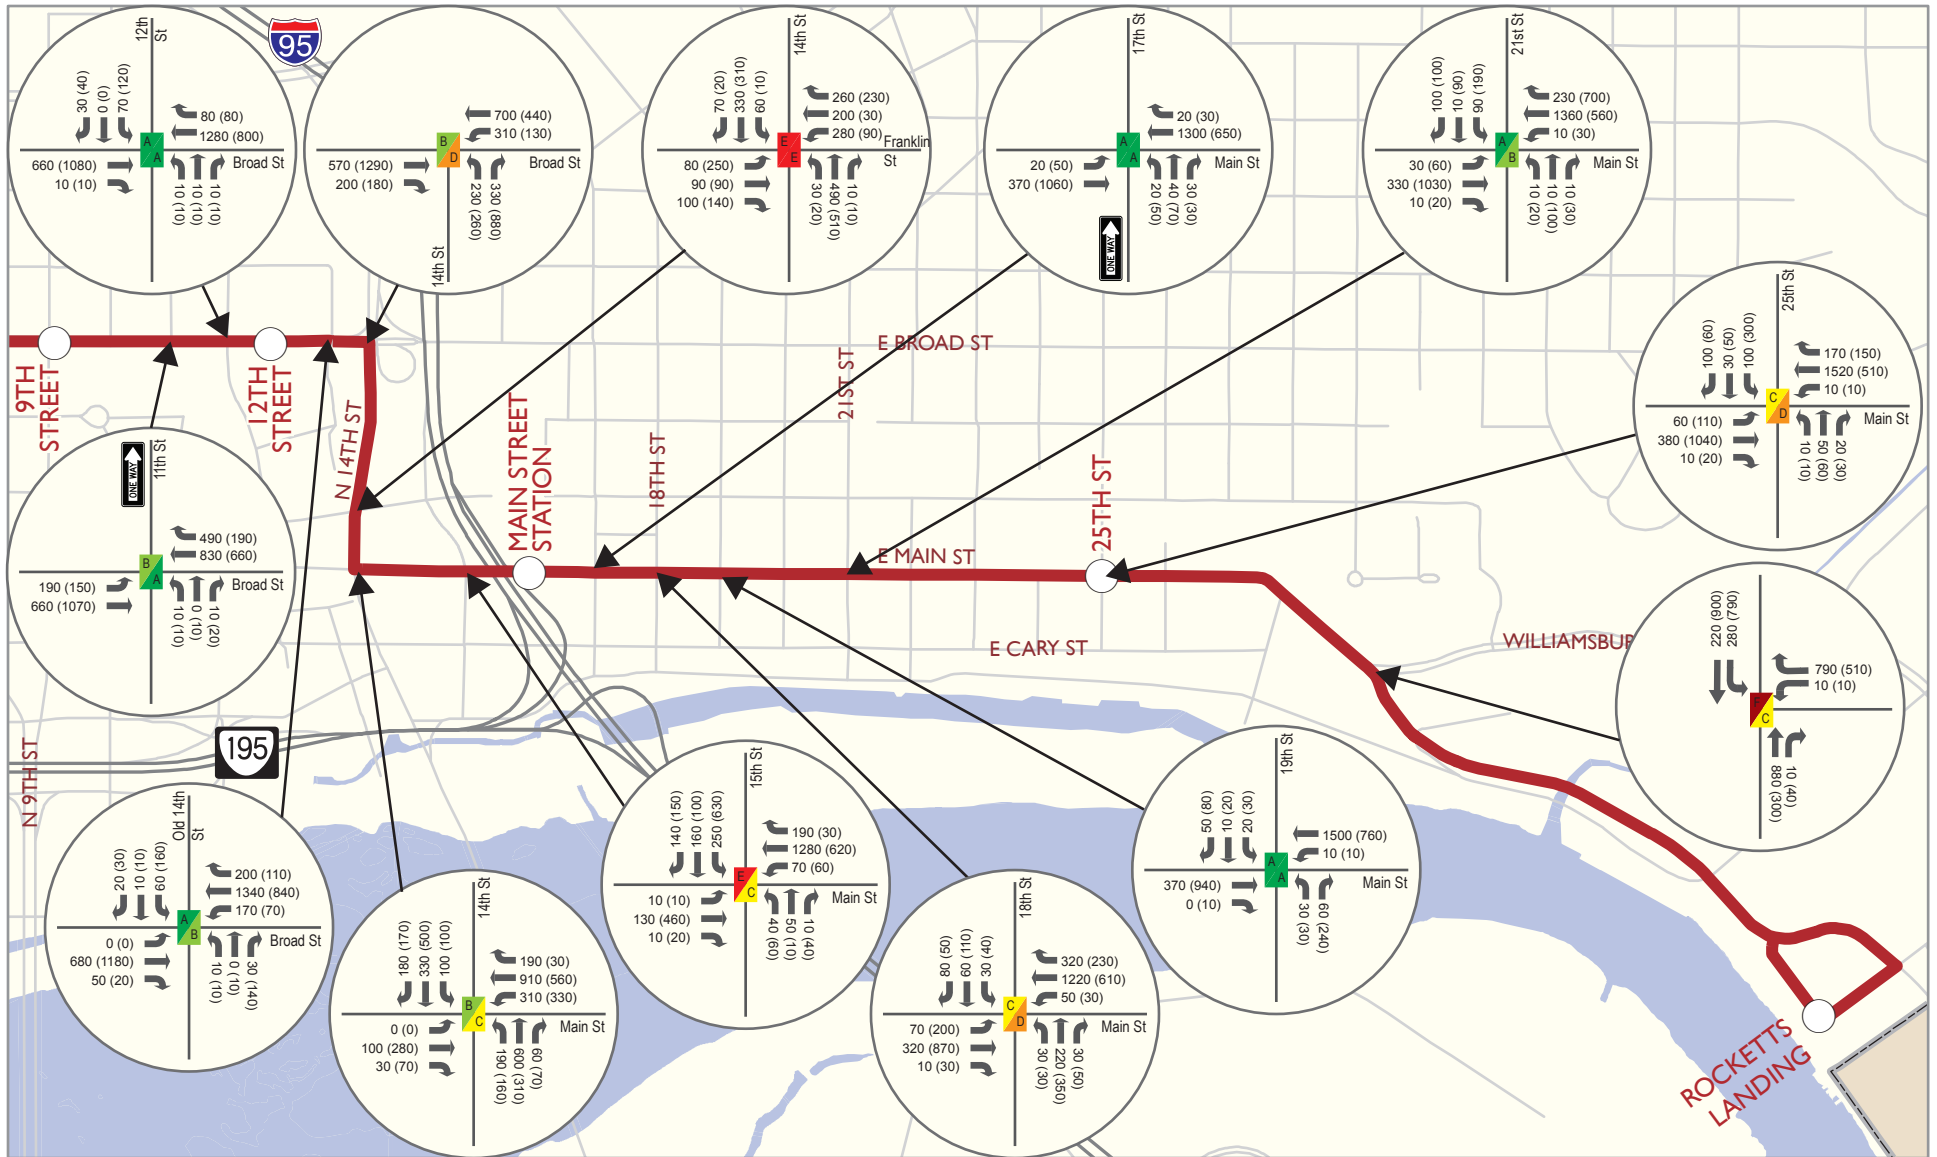 12th
St
30 (40)
0 (0)
70 (120)
80 (80)
1280 (800)
A
A
Broad St
660 (1080)
10 (10)
10 (10)
10 (10)
10 (10)
95
700 (440)
310 (130)
B
D
Broad St
570 (1290)
200 (180)
230 (260)
330 (880)
14th St
14th St
70 (20)
330 (310)
60 (10)
260 (230)
200 (30)
280 (90)
E
E
Franklin
St
80 (250)
90 (90)
100 (140)
30 (20)
490 (510)
10 (10)
17th St
20 (30)
1300 (650)
A
A
Main St
20 (50)
370 (1060)
20 (50)
40 (70)
30 (30)
ONE WAY
21st St
100 (100)
10 (90)
90 (190)
230 (700)
1360 (560)
10 (30)
A
B
Main St
30 (60)
330 (1030)
10 (20)
10 (20)
10 (100)
10 (30)
25th St
100 (60)
30 (50)
100 (300)
170 (150)
1520 (510)
10 (10)
C
D
Main St
60 (110)
380 (1040)
10 (20)
10 (10)
50 (60)
20 (30)
9TH
STREET
12TH
STREET
N 14TH ST
MAIN STREET
STATION
18TH ST
21ST ST
E BROAD ST
E MAIN ST
25TH ST
E CARY ST
WILLIAMSBUR
N 9TH ST
195
ROCKETTS
LANDING
ONE WAY
11th St
490 (190)
830 (660)
B
A
Broad St
190 (150)
660 (1070)
10 (10)
0 (10)
10 (20)
220 (900)
280 (790)
790 (510)
10 (10)
F
C
880 (300)
10 (40)
Old 14th
St
20 (30)
10 (10)
60 (160)
200 (110)
1340 (840)
170 (70)
A
B
Broad St
0 (0)
680 (1180)
50 (20)
10 (10)
0 (10)
30 (140)
14th St
180 (170)
330 (500)
100 (100)
190 (30)
910 (560)
310 (330)
B
C
Main St
0 (0)
100 (280)
30 (70)
190 (160)
600 (310)
60 (70)
15th St
140 (150)
160 (100)
250 (630)
190 (30)
1280 (620)
70 (60)
E
C
Main St
10 (10)
130 (460)
10 (20)
40 (60)
50 (10)
10 (40)
18th St
80 (50)
60 (110)
30 (40)
320 (230)
1220 (610)
50 (30)
C
D
Main St
70 (200)
320 (870)
10 (30)
30 (30)
220 (350)
30 (50)
19th St
50 (80)
10 (20)
20 (30)
1500 (760)
10 (10)
A
A
Main St
370 (940)
0 (10)
30 (30)
60 (240)